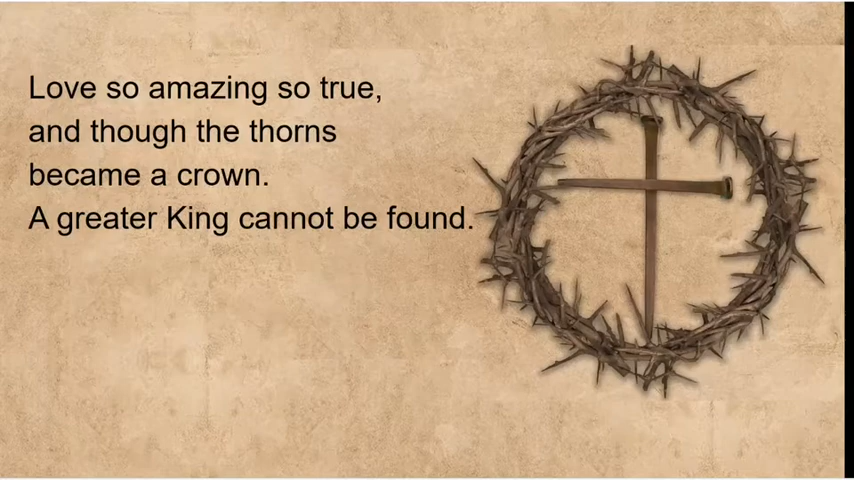 Love so amazing so true,
and though the thorns
became a crown.
A greater King cannot be found.